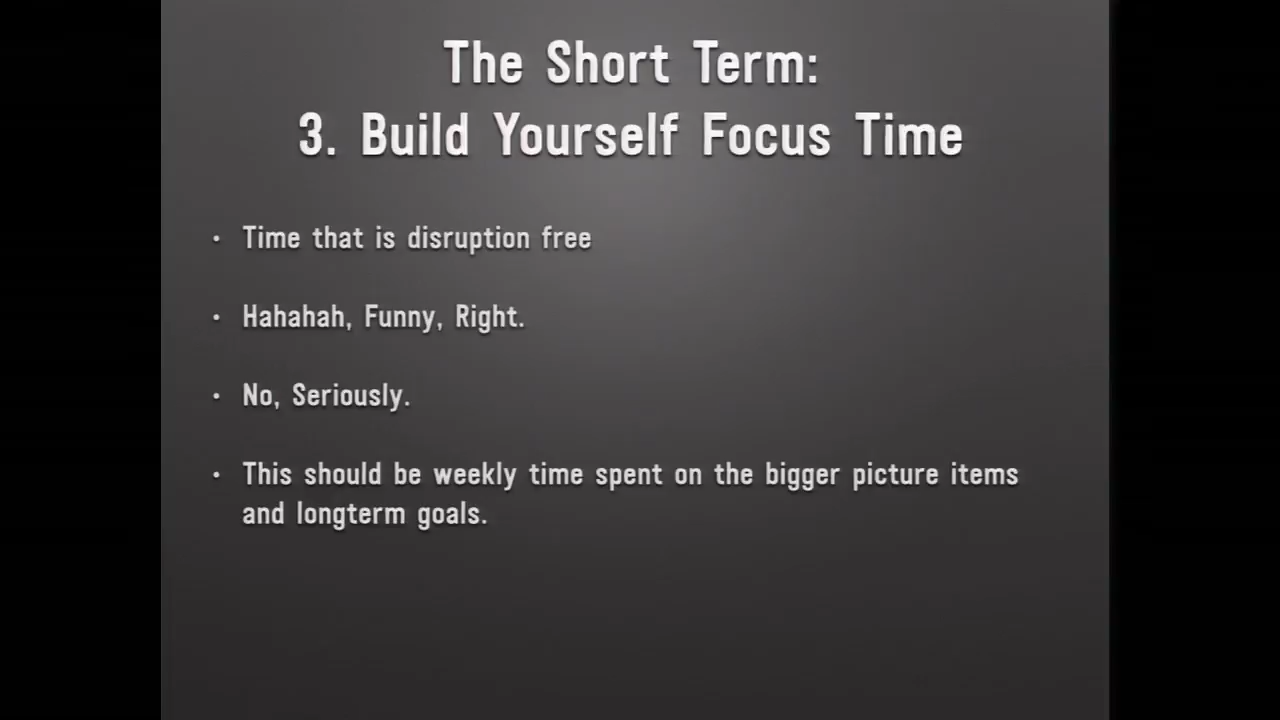 The Short Term:
3. Build Yourself Focus Time
• Time that is disruption free
• Hahahah, Funny, Right.
• No, Seriously.
• This should be weekly time spent on the bigger picture items
and longterm goals.